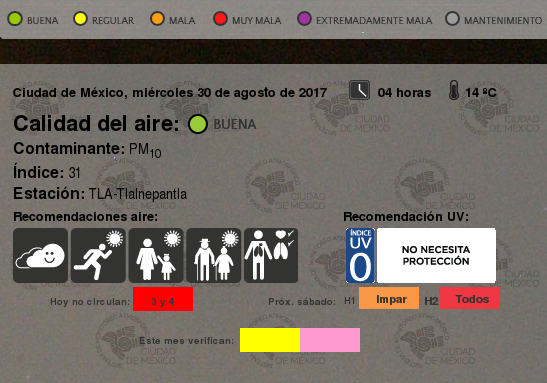 BUENA REGULAR MALA MUY MALA EXTREMADAMENTE MALA MANTENIMIENTO
Ciudad de México, miércoles 30 de agosto de 2017 04 horas 14 ºC
Calidad del aire: BUENA
Contaminante: PM10
Índice: 31
Estación: TLA-Tlalnepantla
Recomendaciones aire: Recomendación UV:
ÍNDICE UV 0 NO NECESITA PROTECCIÓN
Hoy no circulan: 3 y 4 Próx. sábado: H1 Impar H2 Todos
Este mes verifican: